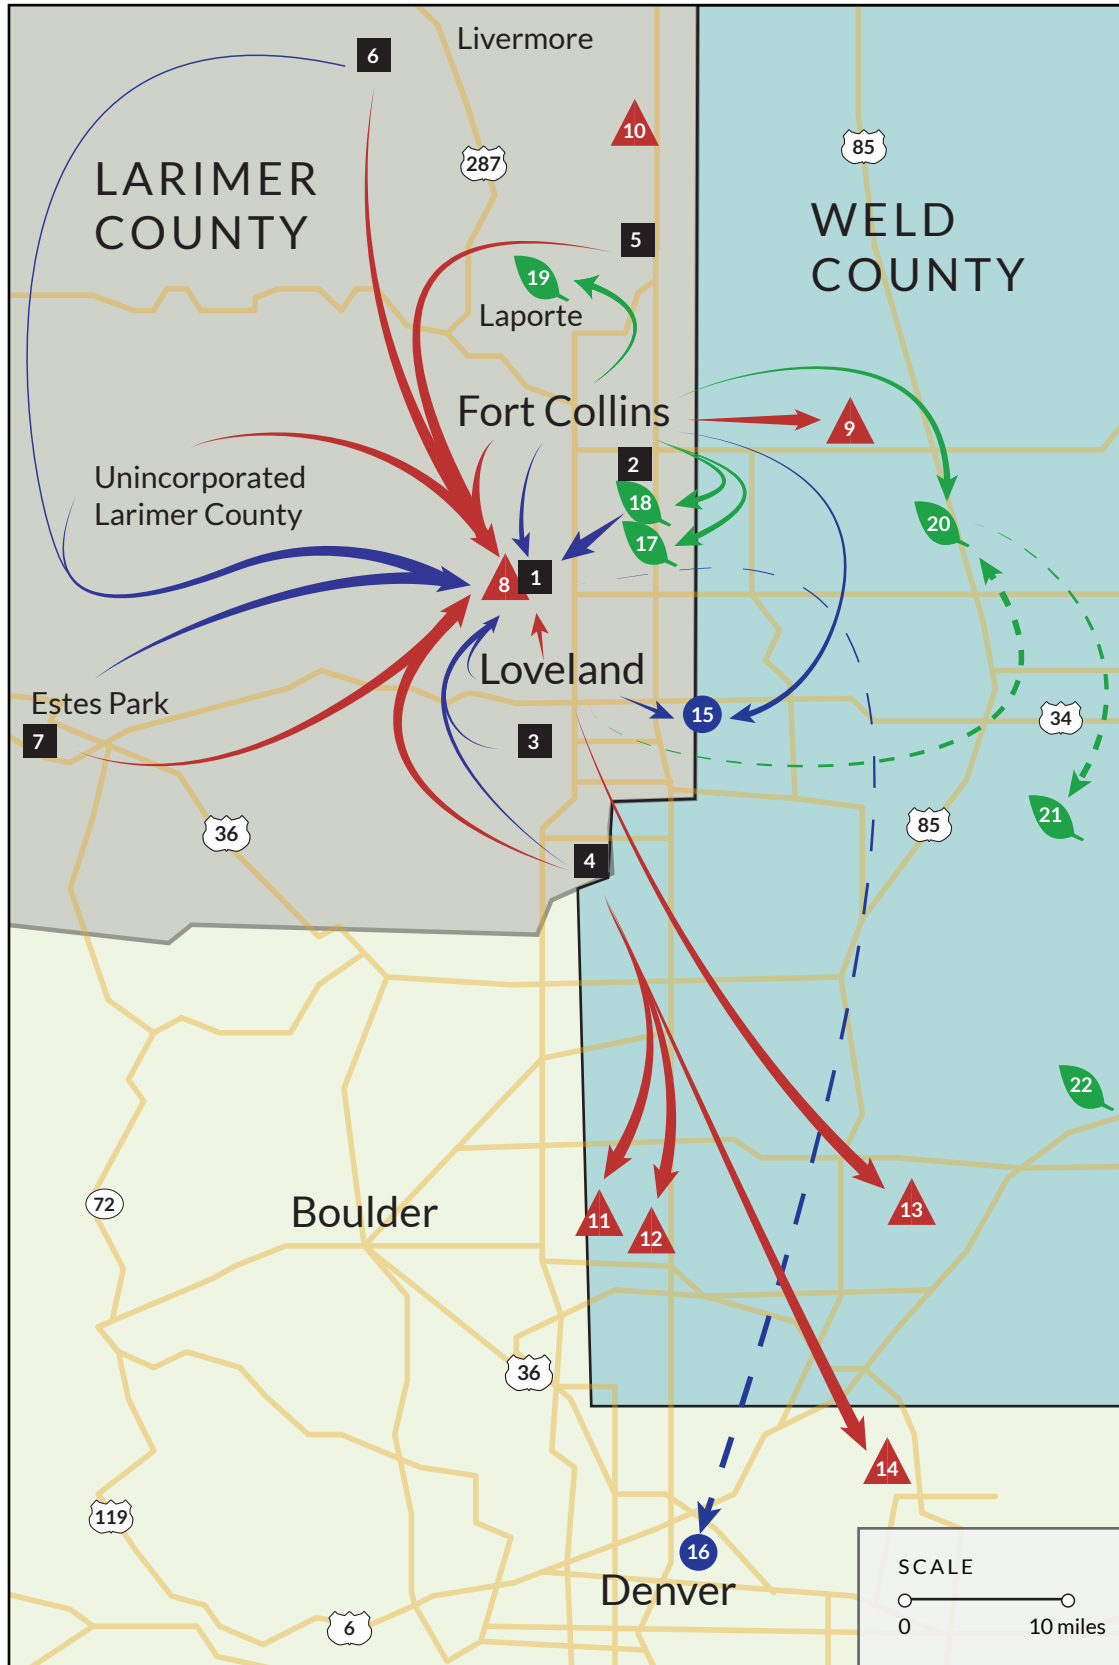 6
Livermore
10
287
85
LARIMER
COUNTY
WELD
COUNTY
5
19
Laporte
Fort Collins
9
2
Unincorporated
Larimer County
18
17
20
8
1
Loveland
Estes Park
7
3
15
34
21
36
85
4
22
72
Boulder
11
12
13
36
14
119
16
Denver
6
SCALE
0
10 miles